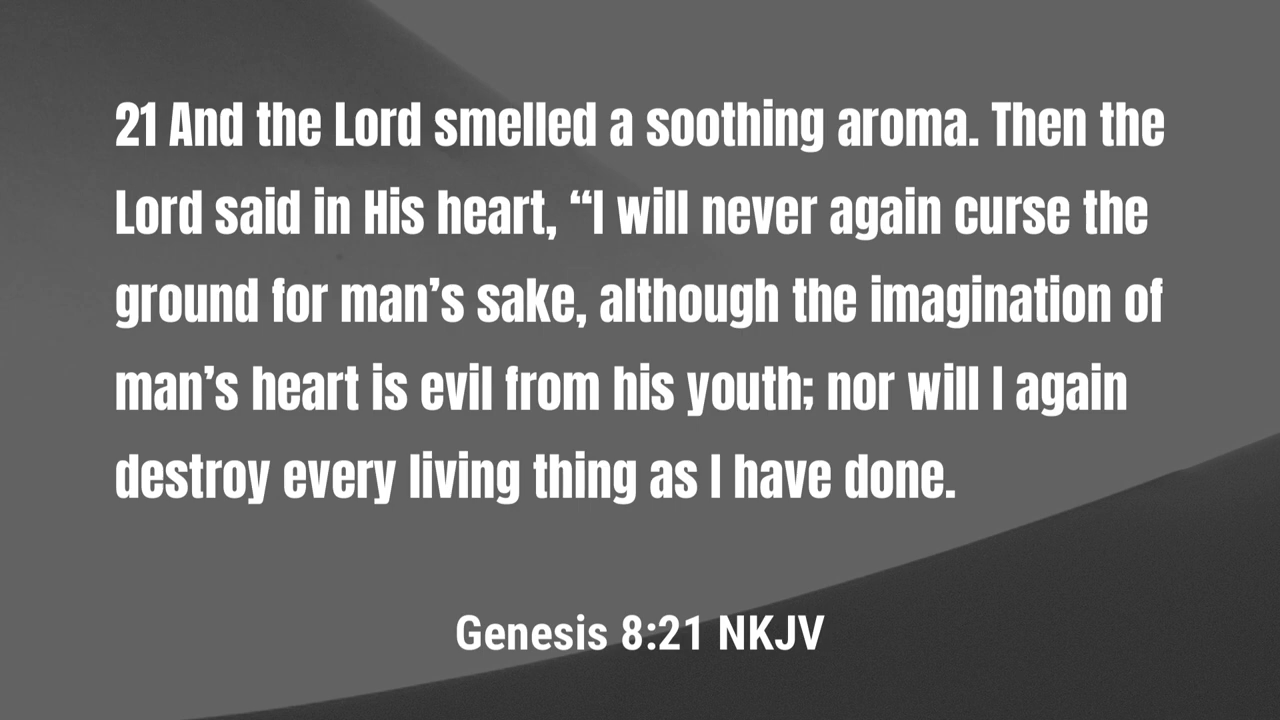 21 And the Lord smelled a soothing aroma. Then the
Lord said in His heart, “I will never again curse the
ground for man’s sake, although the imagination of
man’s heart is evil from his youth; nor will I again
destroy every living thing as I have done.
Genesis 8:21 NKJV